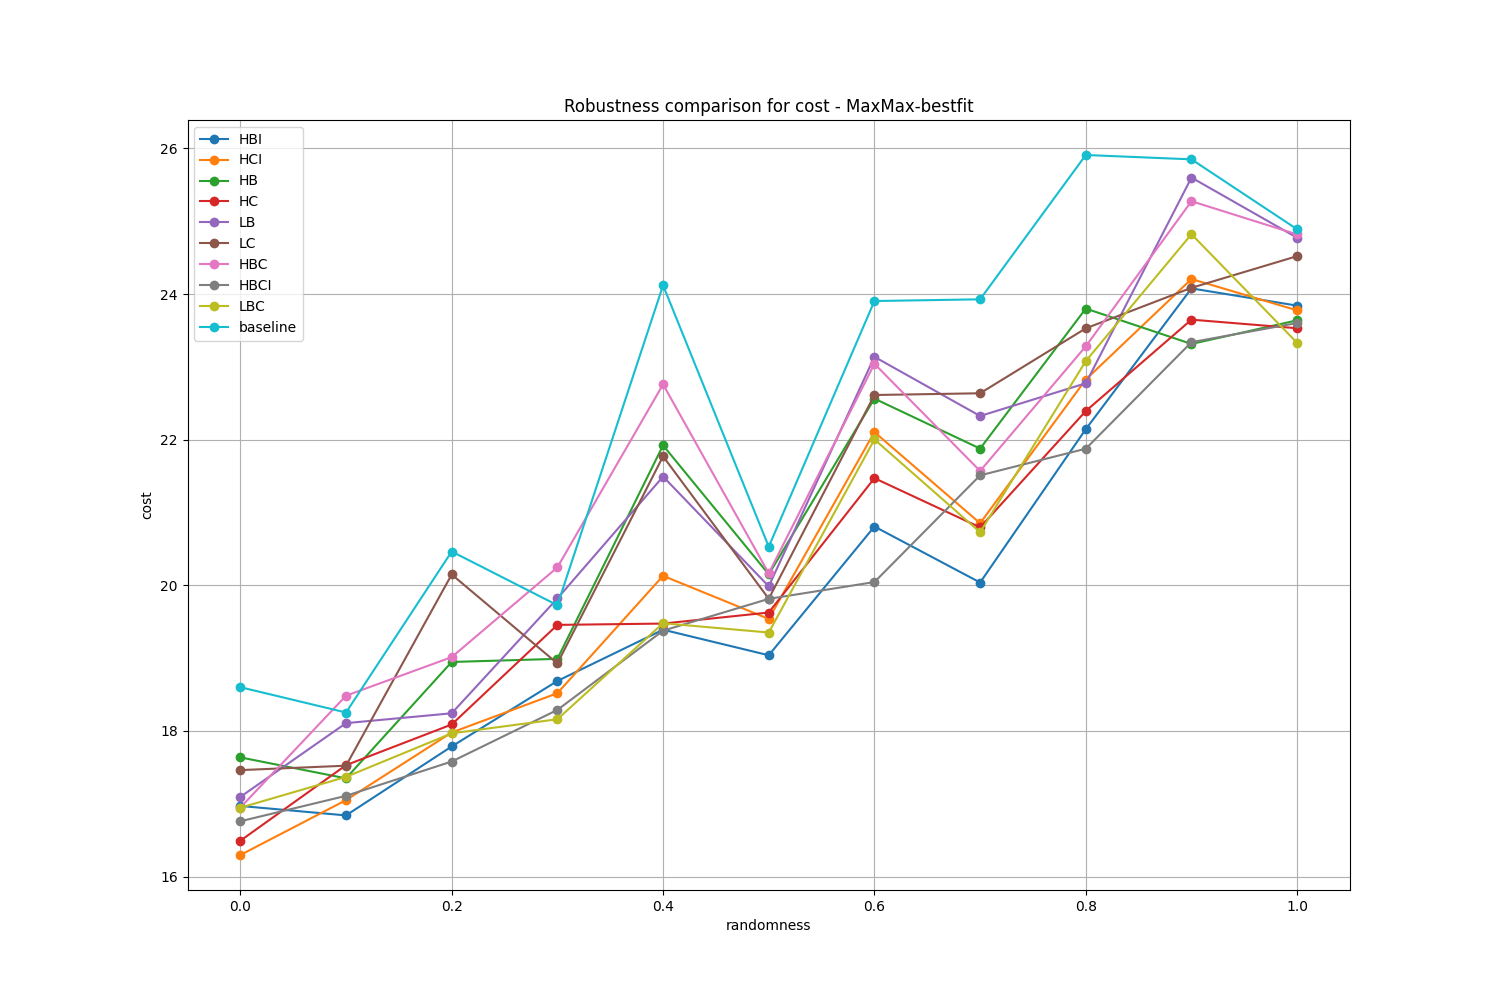 Robustness comparison for cost - MaxMax-bestfit
HBI
HCI
HB
HC
LB
LC
HBC
HBCI
LBC
baseline
26
24
22
20
18
16
cost
0.0 0.2 0.4 0.6 0.8 1.0
randomness